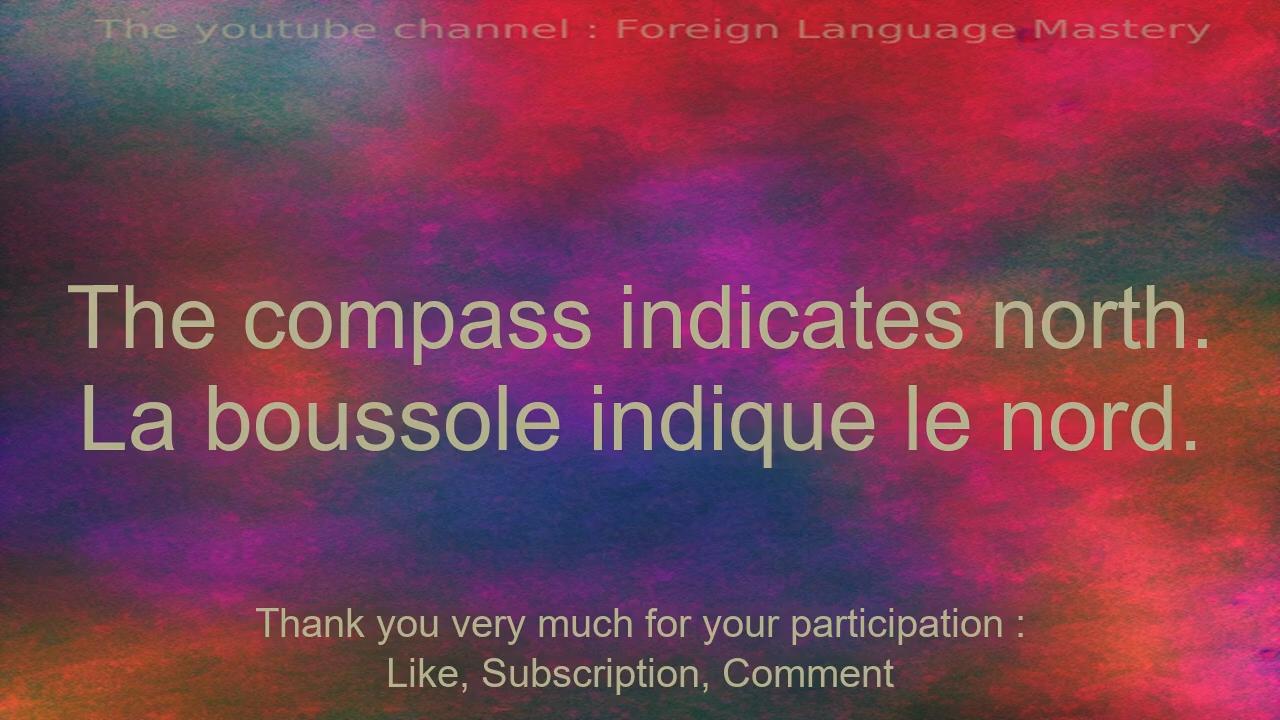 The youtube channel : Foreign Language Mastery
The compass indicates north.
La boussole indique le nord.
Thank you very much for your participation :
Like, Subscription, Comment